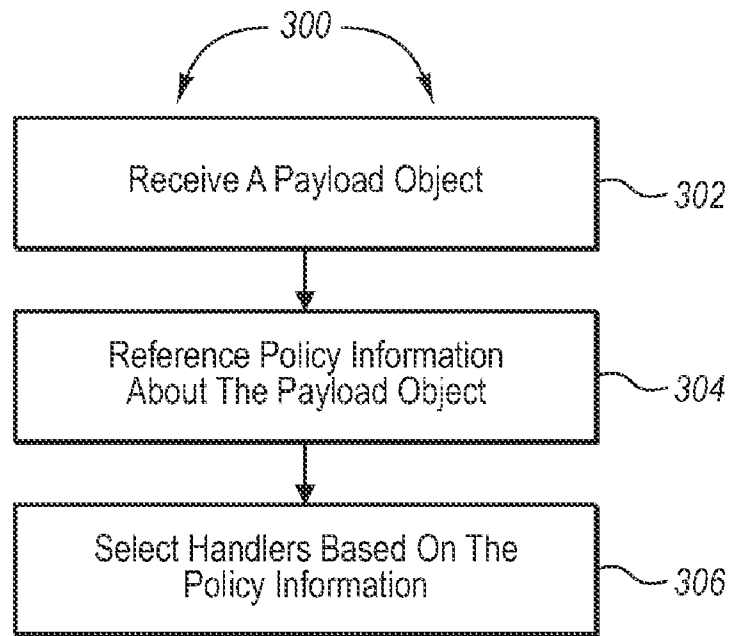 300
Receive A Payload Object
302
Reference Policy Information
About The Payload Object
304
Select Handlers Based On The
Policy Information
306